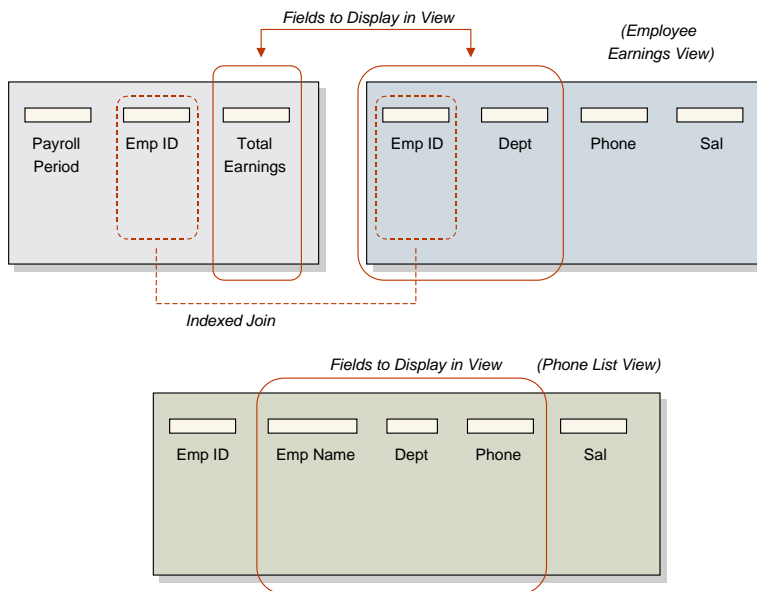 Fields to Display in View
(Employee
Earnings View)
Payroll
Period
Emp ID
Total
Earnings
Emp ID
Dept
Phone
Sal
Indexed Join
Fields to Display in View
(Phone List View)
Emp ID
Emp Name
Dept
Phone
Sal